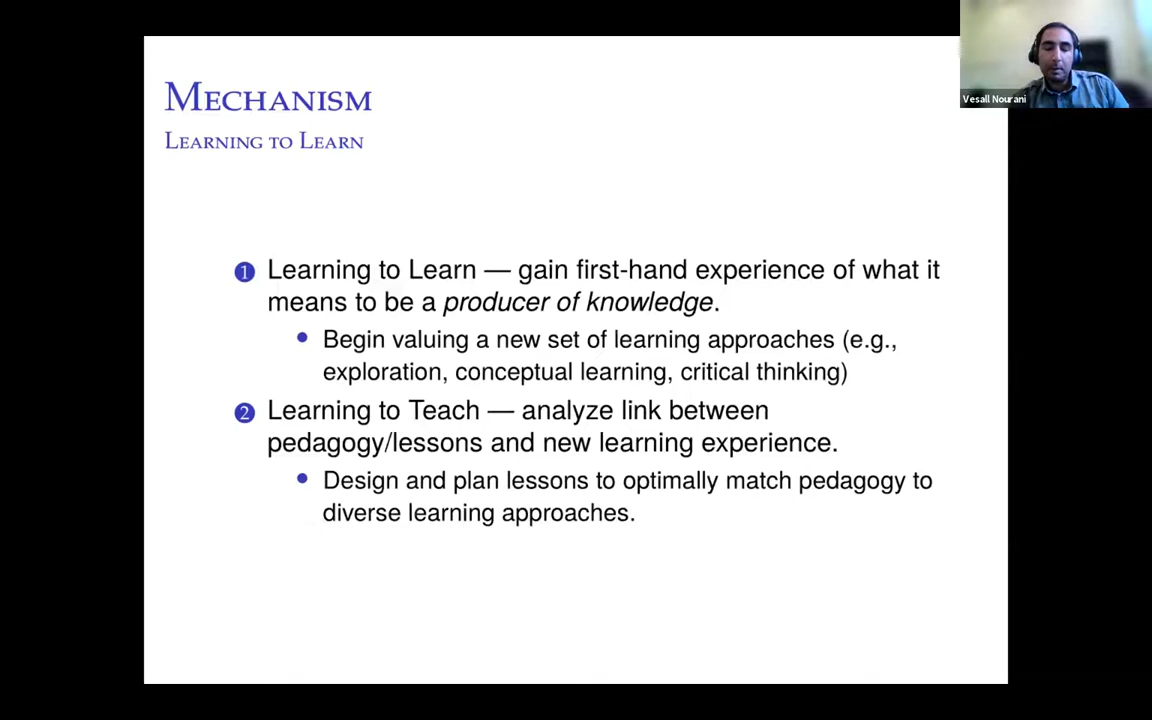 Mechanism
Learning to Learn
Vesall Nourani
1 Learning to Learn — gain first-hand experience of what it
means to be a producer of knowledge.
• Begin valuing a new set of learning approaches (e.g.,
exploration, conceptual learning, critical thinking)
2 Learning to Teach — analyze link between
pedagogy/lessons and new learning experience.
• Design and plan lessons to optimally match pedagogy to
diverse learning approaches.